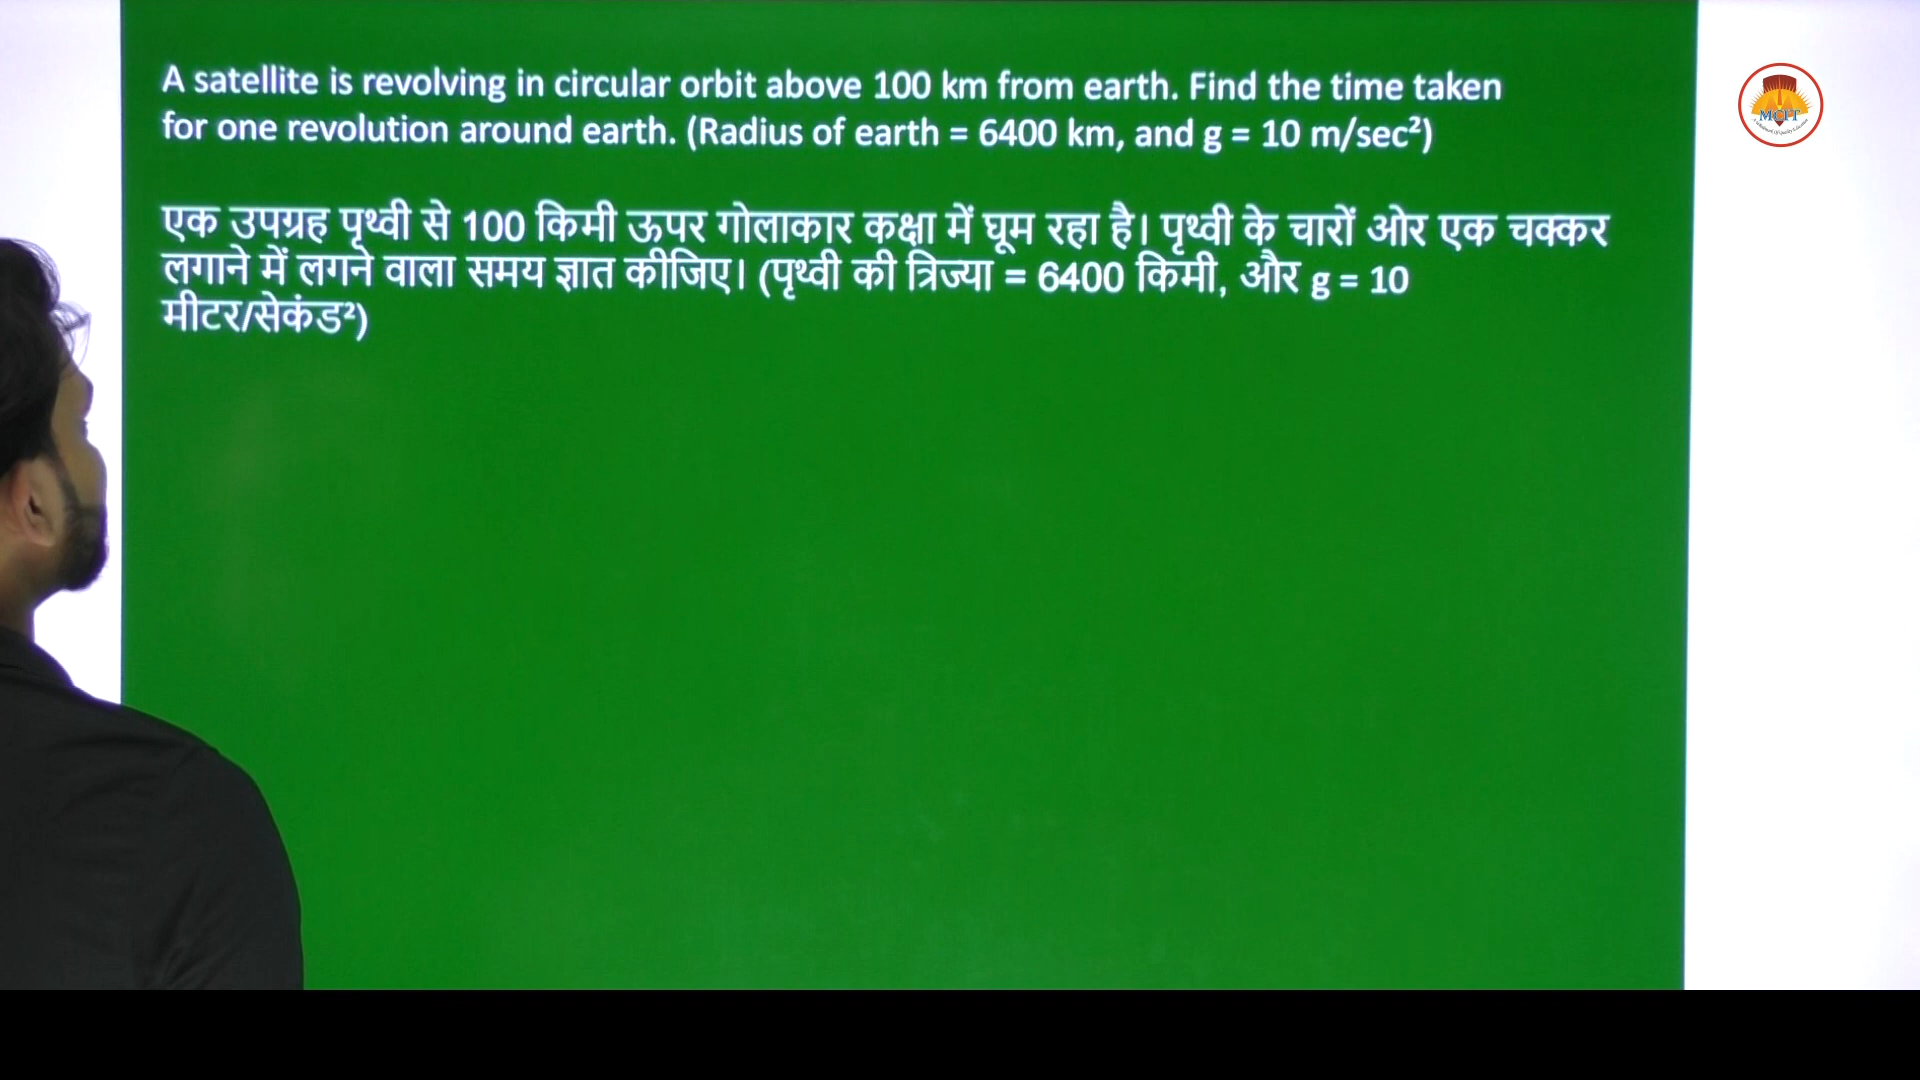 A satellite is revolving in circular orbit above 100 km from earth. Find the time taken
for one revolution around earth. (Radius of earth = 6400 km, and g = 10 m/sec²)
एक उपग्रह पृथ्वी से 100 किमी ऊपर गोलाकार कक्षा में घूम रहा है। पृथ्वी के चारों ओर एक चक्कर
लगाने में लगने वाला समय ज्ञात कीजिए। (पृथ्वी की त्रिज्या = 6400 किमी, और g = 10
मीटर/सेकंड²)